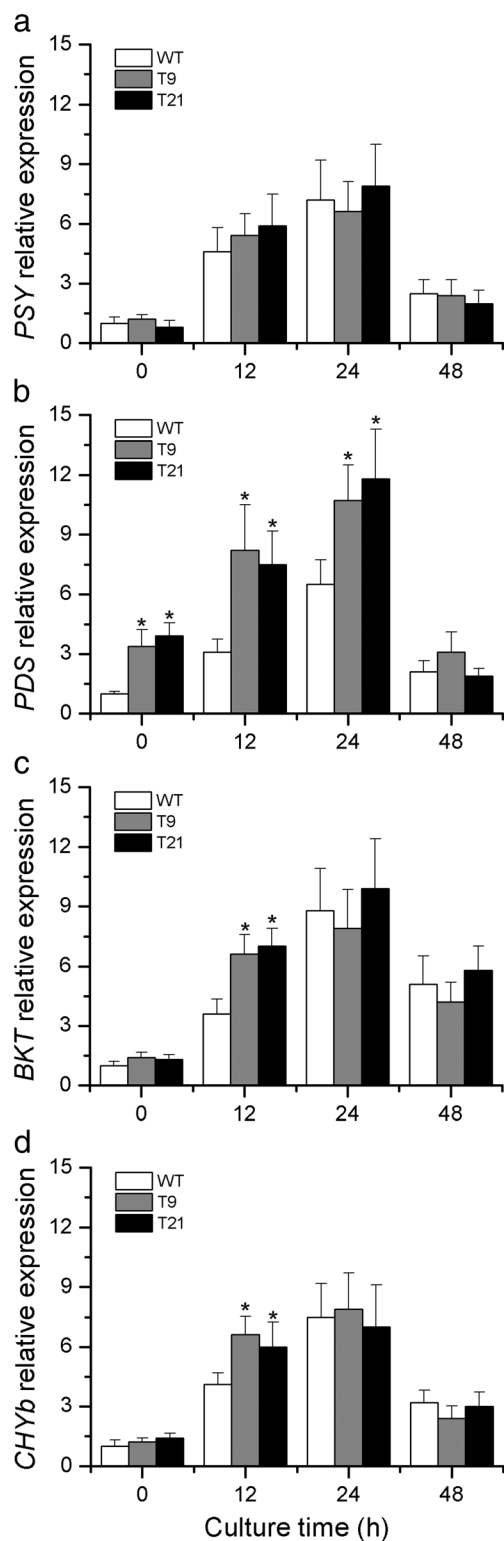 a
15
WT
T9
T21
12
9
6
3
0
PSY relative expression
0 12 24 48
b
15
WT
T9
T21
12
9
6
3
0
PDS relative expression
* * * * * *
0 12 24 48
c
15
WT
T9
T21
12
9
6
3
0
BKT relative expression
* *
0 12 24 48
d
15
WT
T9
T21
12
9
6
3
0
CHYb relative expression
* *
0 12 24 48
Culture time (h)